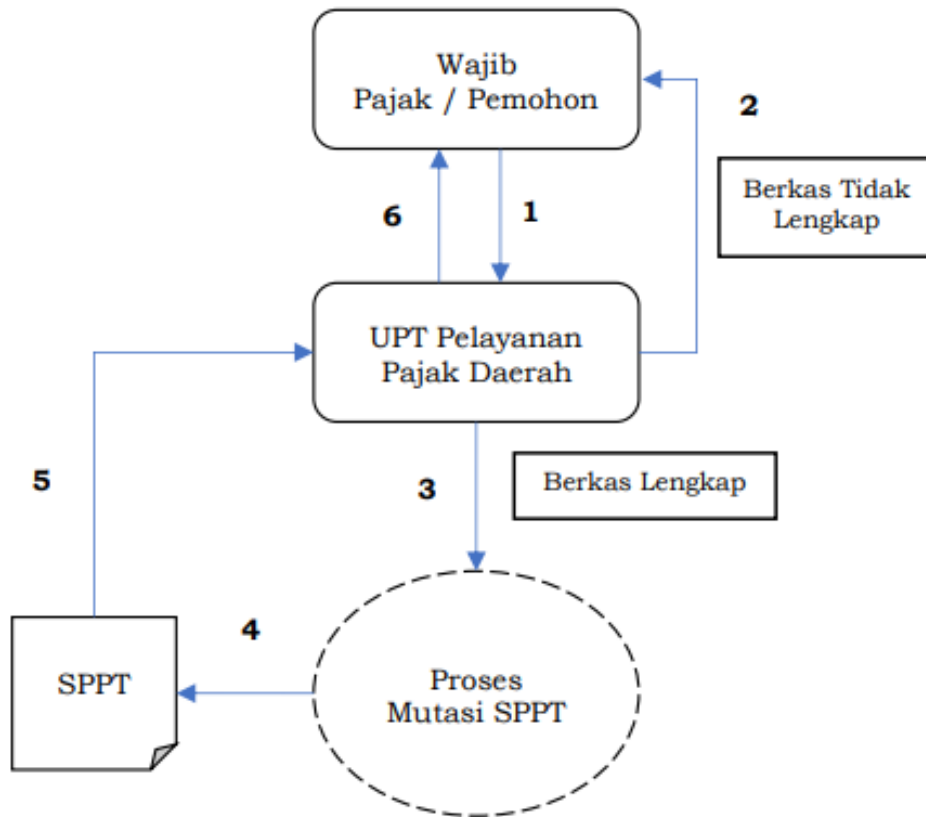 Wajib
Pajak / Pemohon
2
Berkas Tidak
Lengkap
6
1
UPT Pelayanan
Pajak Daerah
5
3
Berkas Lengkap
4
SPPT
Proses
Mutasi SPPT